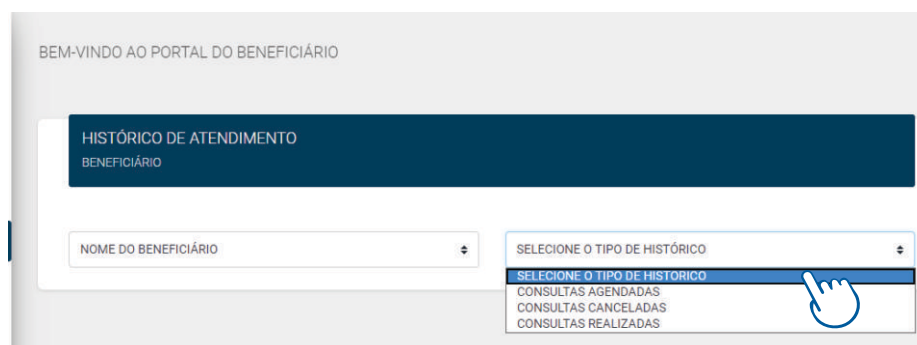 BEM-VINDO AO PORTAL DO BENEFICIÁRIO
HISTÓRICO DE ATENDIMENTO
BENEFICIÁRIO
NOME DO BENEFICIÁRIO
SELECIONE O TIPO DE HISTÓRICO
SELECIONE O TIPO DE HISTORICO
CONSULTAS AGENDADAS
CONSULTAS CANCELADAS
CONSULTAS REALIZADAS